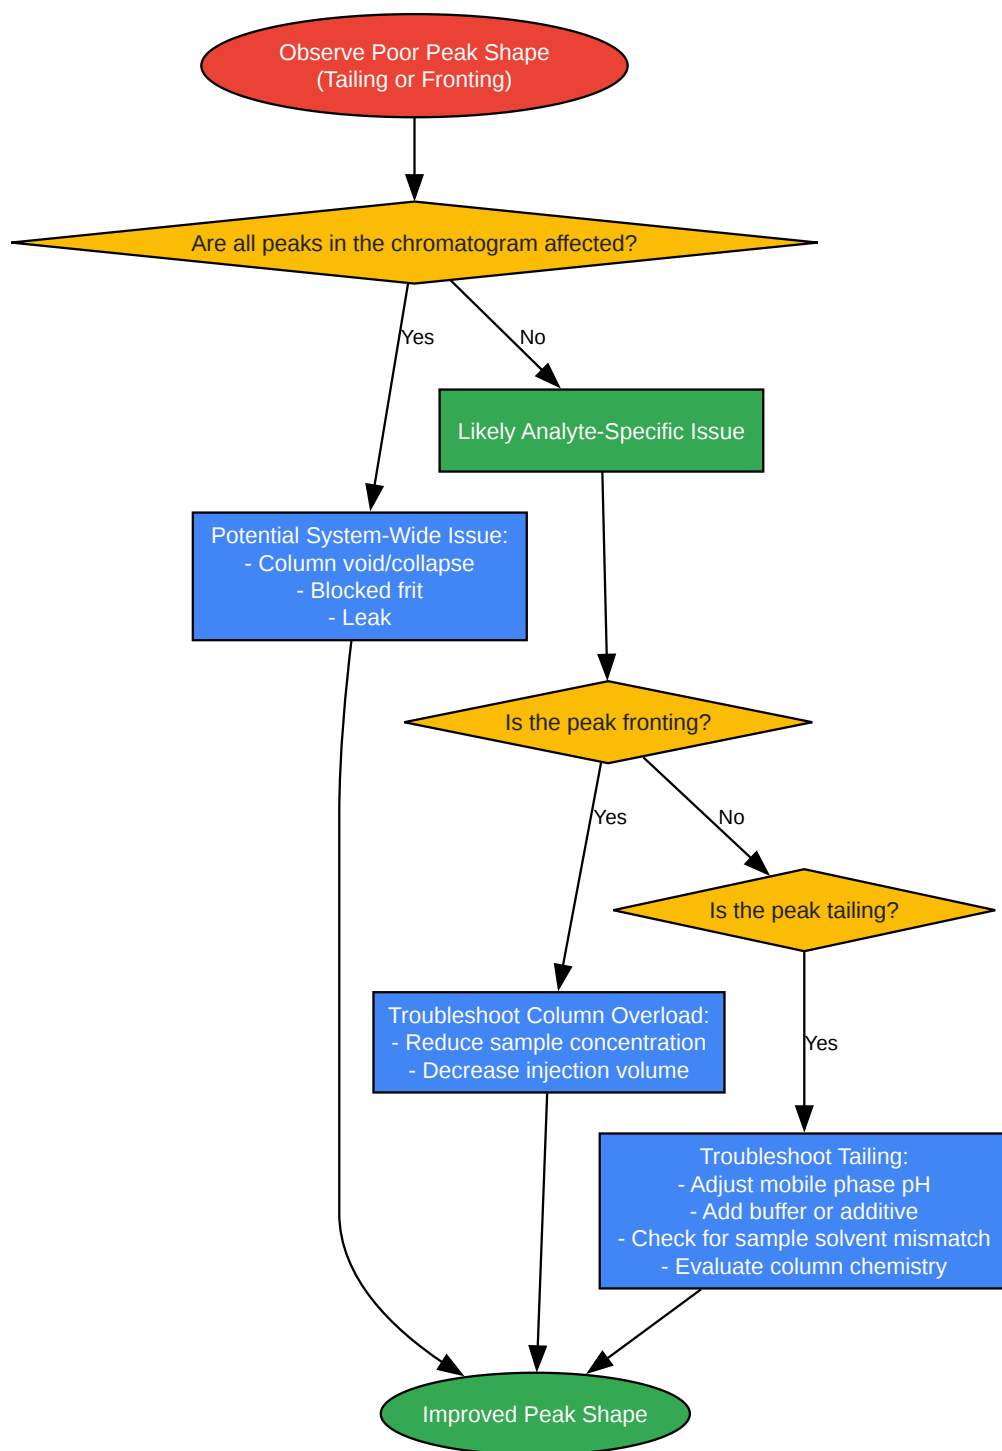 Observe Poor Peak Shape
(Tailing or Fronting)
Are all peaks in the chromatogram affected?
Yes
No
Likely Analyte-Specific Issue
Potential System-Wide Issue:
- Column void/collapse
- Blocked frit
- Leak
Is the peak fronting?
Yes
No
Is the peak tailing?
Troubleshoot Column Overload:
- Reduce sample concentration
- Decrease injection volume
Yes
Troubleshoot Tailing:
- Adjust mobile phase pH
- Add buffer or additive
- Check for sample solvent mismatch
- Evaluate column chemistry
Improved Peak Shape